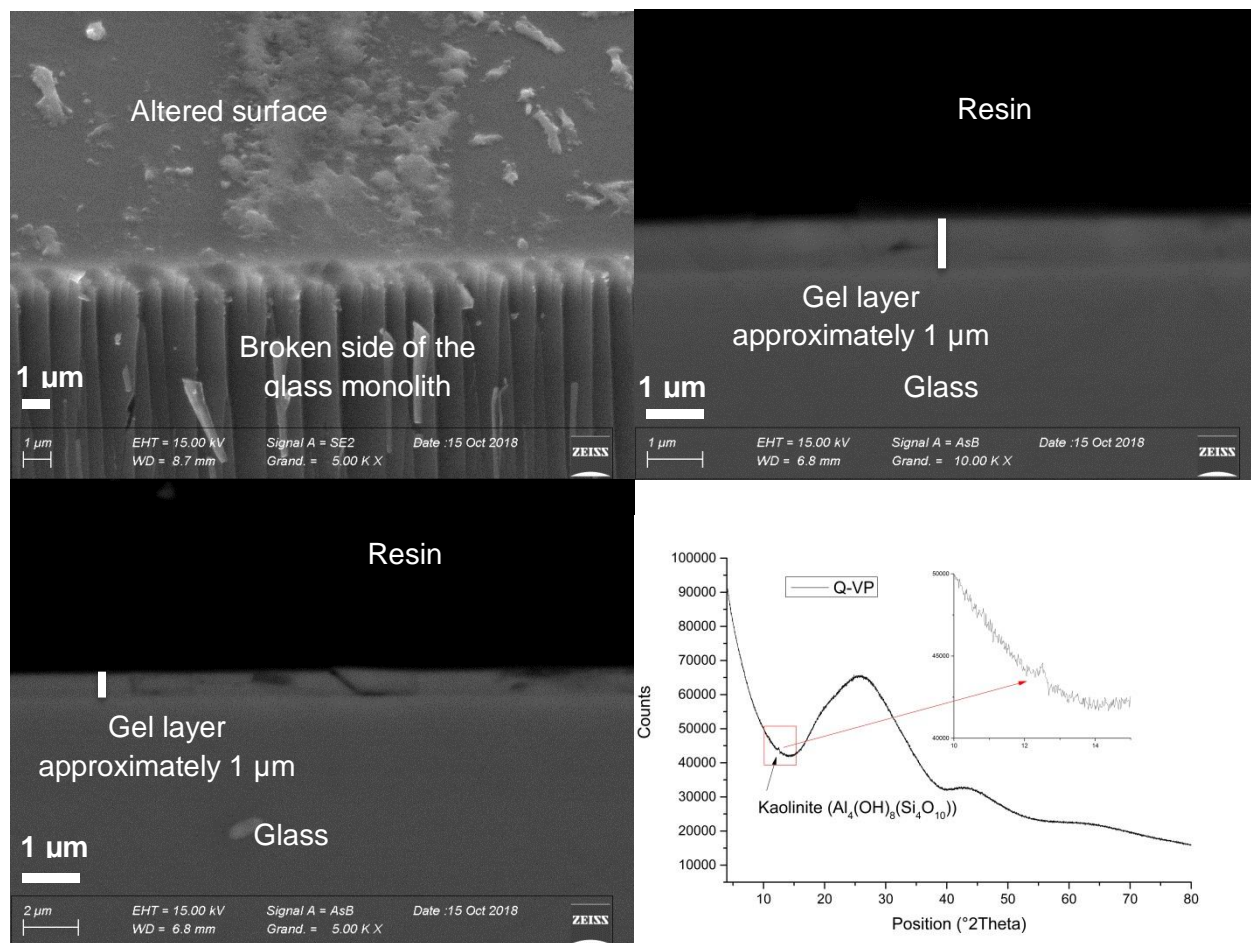 Altered surface
Broken side of the
glass monolith
1 µm
1 µm
EHT = 15.00 kV
WD = 8.7 mm
Signal A = SE2
Grand. = 5.00 K X
Date :15 Oct 2018
ZEISS
Resin
Gel layer
approximately 1 µm
Glass
1 µm
1 µm
EHT = 15.00 kV
WD = 6.8 mm
Signal A = AsB
Grand. = 10.00 K X
Date :15 Oct 2018
ZEISS
Resin
Gel layer
approximately 1 µm
Glass
1 µm
2 µm
EHT = 15.00 kV
WD = 6.8 mm
Signal A = AsB
Grand. = 5.00 K X
Date :15 Oct 2018
ZEISS
100000
90000
80000
70000
60000
50000
40000
30000
20000
10000
Counts
Q-VP
50000
45000
40000
10
12
14
Kaolinite (Al4(OH)8(Si4O10))
10
20
30
40
50
60
70
80
Position (°2Theta)